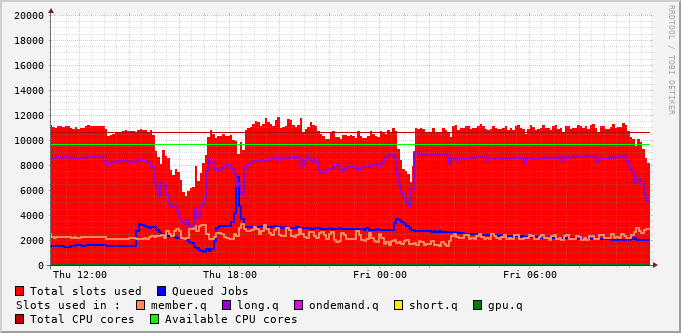 20000
18000
16000
14000
12000
10000
8000
6000
4000
2000
0
Thu 12:00 Thu 18:00 Fri 00:00 Fri 06:00
RRDTOOL / TOBI OETIKER
Total slots used Queued Jobs
Slots used in : member.q long.q ondemand.q short.q gpu.q
Total CPU cores Available CPU cores